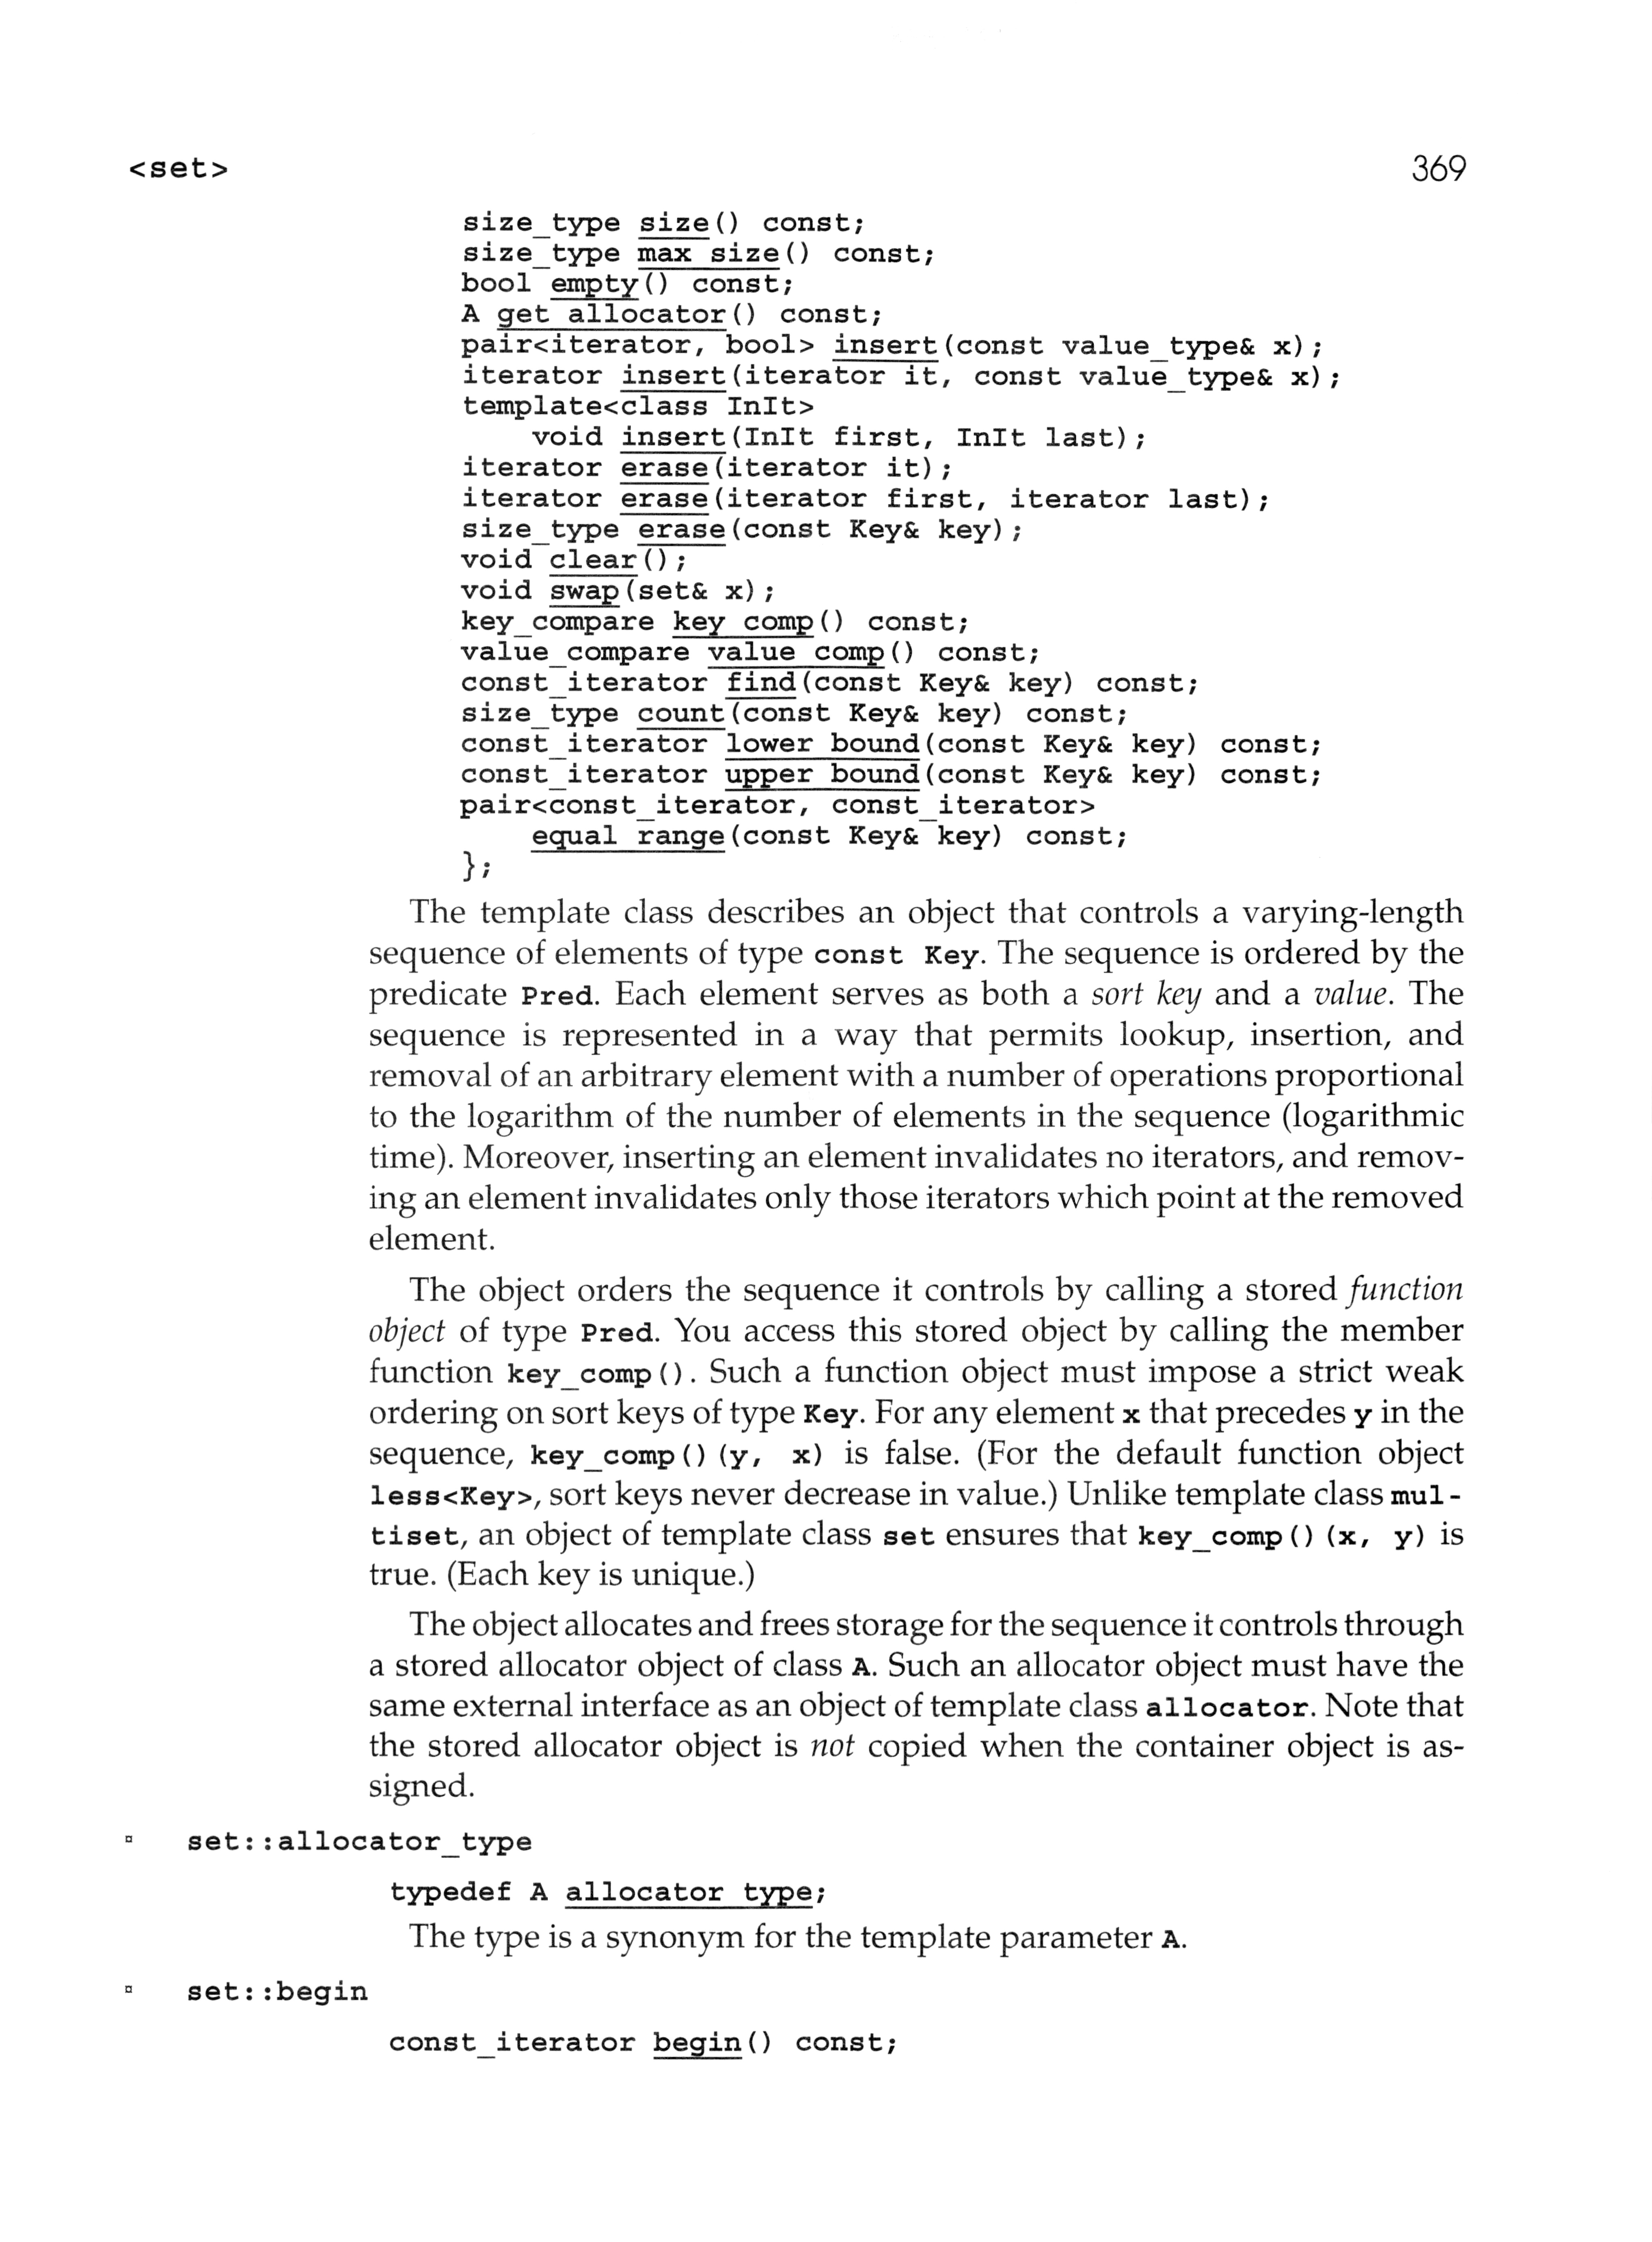 <set>
369
size_type size() const;
size_type max_size() const;
bool empty() const;
A get_allocator() const;
pair<iterator, bool> insert(const value_type& x);
iterator insert(iterator it, const value_type& x);
template<class InIt>
void insert(InIt first, InIt last);
iterator erase(iterator it);
iterator erase(iterator first, iterator last);
size_type erase(const Key& key);
void clear();
void swap(set& x);
key_compare key_comp() const;
value_compare value_comp() const;
const_iterator find(const Key& key) const;
size_type count(const Key& key) const;
const_iterator lower_bound(const Key& key) const;
const_iterator upper_bound(const Key& key) const;
pair<const_iterator, const_iterator>
equal_range(const Key& key) const;
};
The template class describes an object that controls a varying-length
sequence of elements of type const Key. The sequence is ordered by the
predicate Pred. Each element serves as both a sort key and a value. The
sequence is represented in a way that permits lookup, insertion, and
removal of an arbitrary element with a number of operations proportional
to the logarithm of the number of elements in the sequence (logarithmic
time). Moreover, inserting an element invalidates no iterators, and remov-
ing an element invalidates only those iterators which point at the removed
element.
The object orders the sequence it controls by calling a stored function
object of type Pred. You access this stored object by calling the member
function key_comp(). Such a function object must impose a strict weak
ordering on sort keys of type Key. For any element x that precedes y in the
sequence, key_comp()(y, x) is false. (For the default function object
less<Key>, sort keys never decrease in value.) Unlike template class mul-
tiset, an object of template class set ensures that key_comp()(x, y) is
true. (Each key is unique.)
The object allocates and frees storage for the sequence it controls through
a stored allocator object of class A. Such an allocator object must have the
same external interface as an object of template class allocator. Note that
the stored allocator object is not copied when the container object is as-
signed.
▫ set::allocator_type
typedef A allocator_type;
The type is a synonym for the template parameter A.
▫ set::begin
const_iterator begin() const;